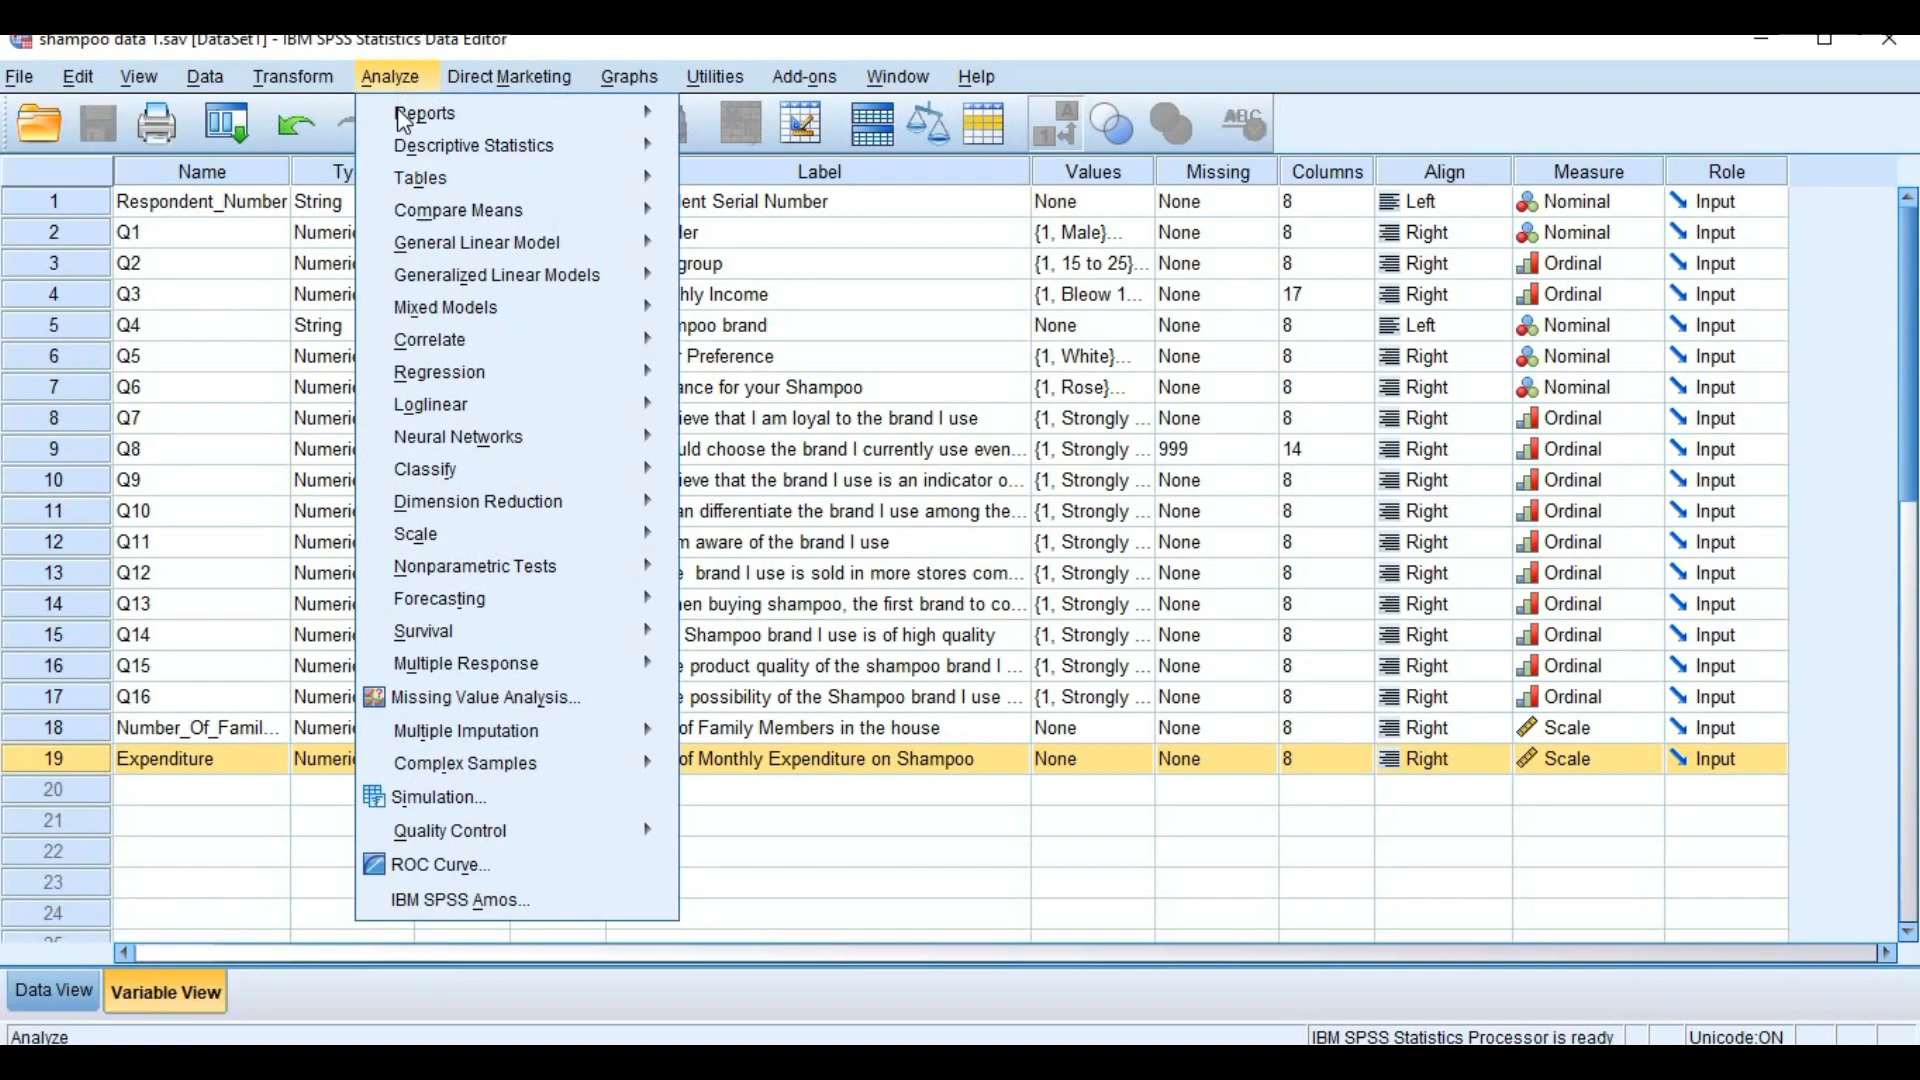 shampoo data 1.sav [DataSet1] - IBM SPSS Statistics Data Editor
File Edit View Data Transform Analyze Direct Marketing Graphs Utilities Add-ons Window Help
Reports
Descriptive Statistics
Tables
Compare Means
General Linear Model
Generalized Linear Models
Mixed Models
Correlate
Regression
Loglinear
Neural Networks
Classify
Dimension Reduction
Scale
Nonparametric Tests
Forecasting
Survival
Multiple Response
Missing Value Analysis...
Multiple Imputation
Complex Samples
Simulation...
Quality Control
ROC Curve...
IBM SPSS Amos...
Name Label Values Missing Columns Align Measure Role
1 Respondent_Number String Serial Number None None 8 Left Nominal Input
2 Q1 {1, Male}... None 8 Right Nominal Input
3 Q2 group {1, 15 to 25}... None 8 Right Ordinal Input
4 Q3 Income {1, Bleow 1... None 17 Right Ordinal Input
5 Q4 String brand None None 8 Left Nominal Input
6 Q5 Preference {1, White}... None 8 Right Nominal Input
7 Q6 for your Shampoo {1, Rose}... None 8 Right Nominal Input
8 Q7 that I am loyal to the brand I use {1, Strongly ... None 8 Right Ordinal Input
9 Q8 choose the brand I currently use even... {1, Strongly ... 999 14 Right Ordinal Input
10 Q9 that the brand I use is an indicator o... {1, Strongly ... None 8 Right Ordinal Input
11 Q10 differentiate the brand I use among the... {1, Strongly ... None 8 Right Ordinal Input
12 Q11 aware of the brand I use {1, Strongly ... None 8 Right Ordinal Input
13 Q12 brand I use is sold in more stores com... {1, Strongly ... None 8 Right Ordinal Input
14 Q13 buying shampoo, the first brand to co... {1, Strongly ... None 8 Right Ordinal Input
15 Q14 Shampoo brand I use is of high quality {1, Strongly ... None 8 Right Ordinal Input
16 Q15 product quality of the shampoo brand I ... {1, Strongly ... None 8 Right Ordinal Input
17 Q16 possibility of the Shampoo brand I use ... {1, Strongly ... None 8 Right Ordinal Input
18 Number_Of_Famil... of Family Members in the house None None 8 Right Scale Input
19 Expenditure of Monthly Expenditure on Shampoo None None 8 Right Scale Input
20
21
22
23
24
Data View Variable View
Analyze IBM SPSS Statistics Processor is ready Unicode:ON